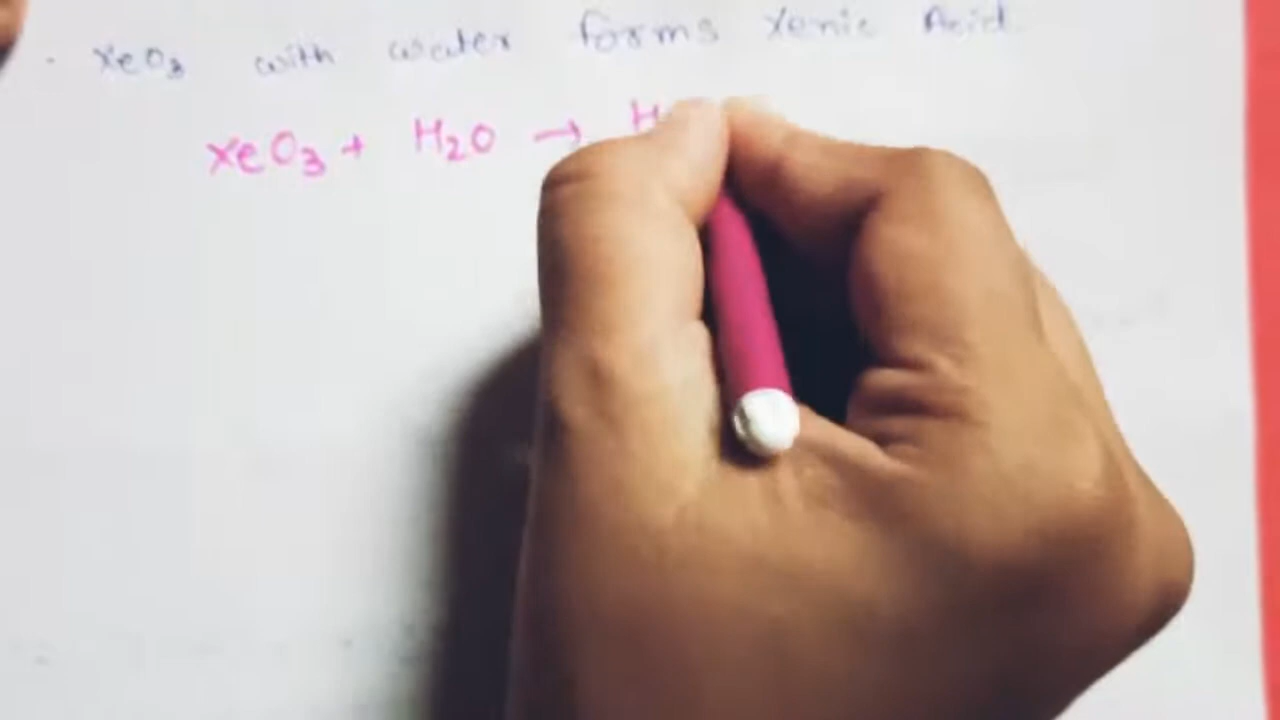 · XeO3 with water forms Xenic Acid
XeO3 + H2O → H